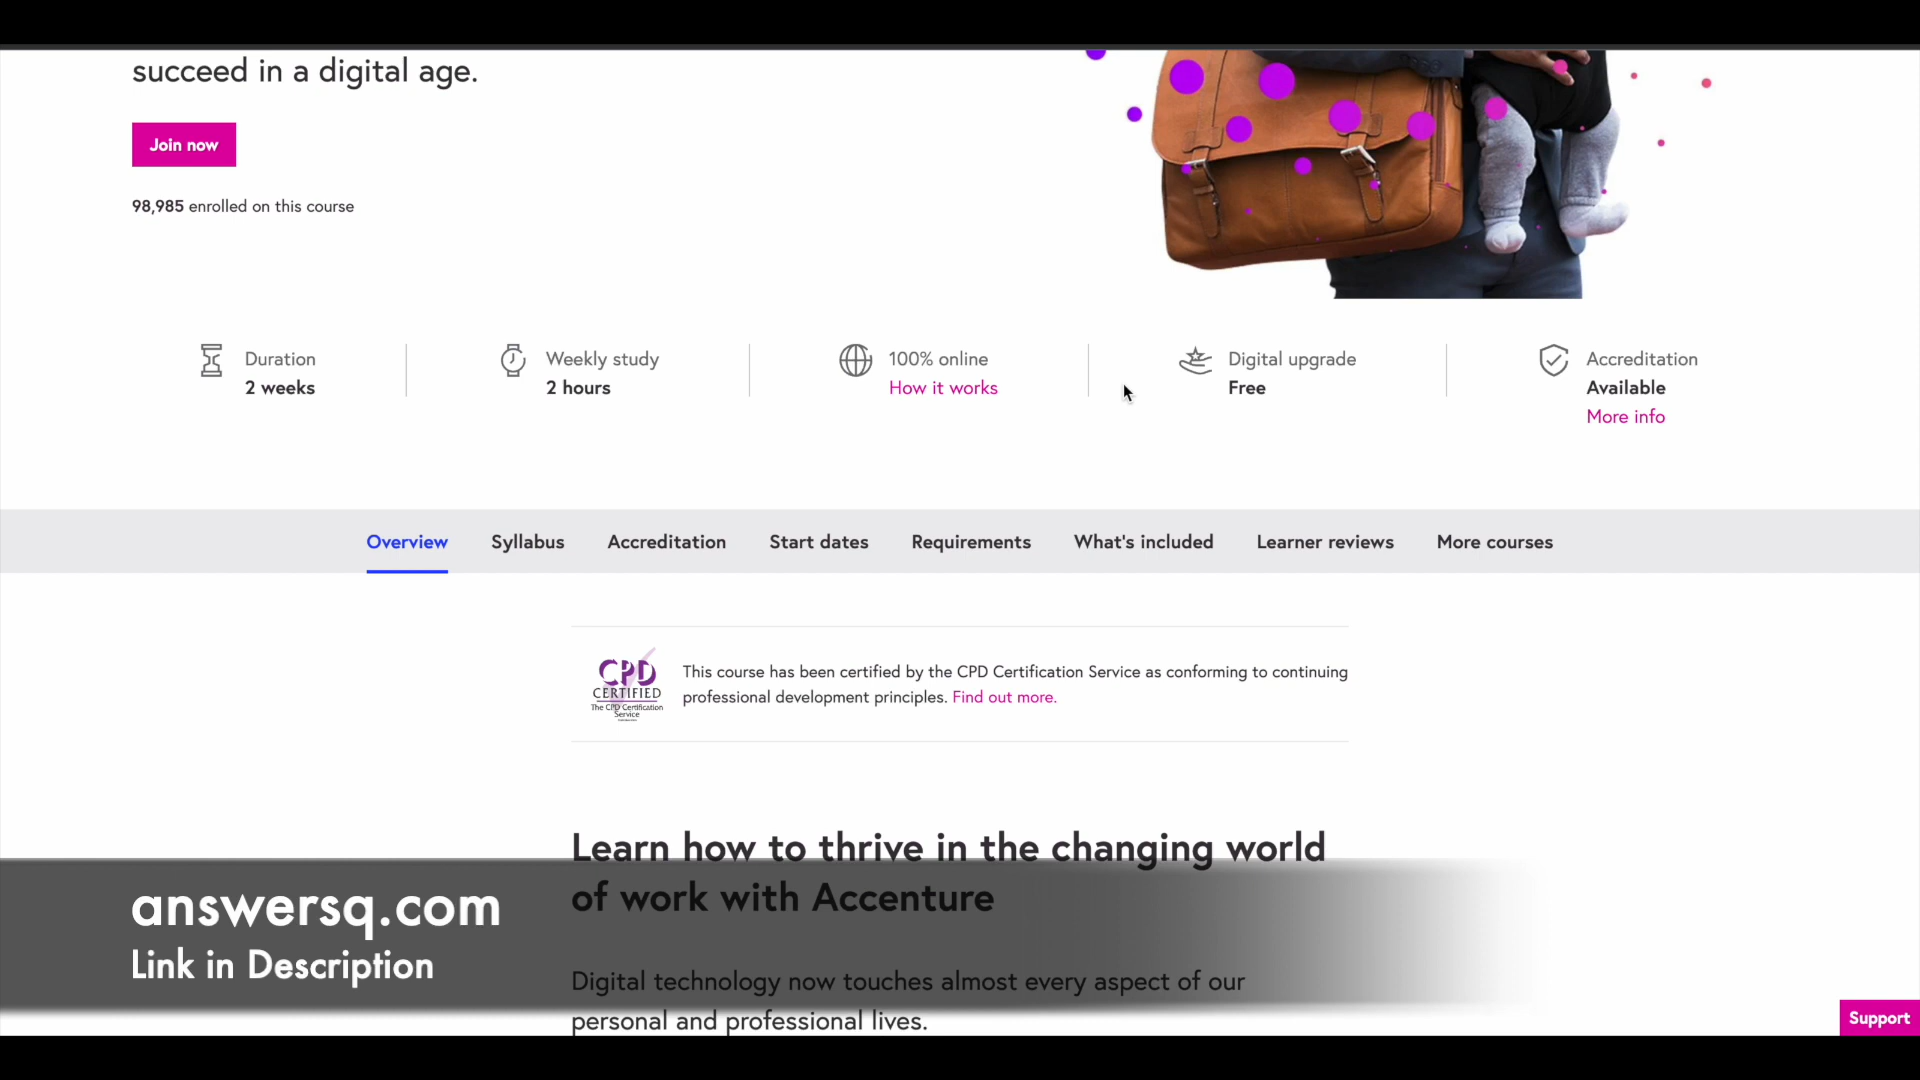 succeed in a digital age.
Join now
98,985 enrolled on this course
Duration
2 weeks
Weekly study
2 hours
100% online
How it works
Digital upgrade
Free
Accreditation
Available
More info
Overview
Syllabus
Accreditation
Start dates
Requirements
What's included
Learner reviews
More courses
CPD
CERTIFIED
The CPD Certification
Service
This course has been certified by the CPD Certification Service as conforming to continuing
professional development principles. Find out more.
Learn how to thrive in the changing world
of work with Accenture
answersq.com
Link in Description
Digital technology now touches almost every aspect of our
personal and professional lives.
Support